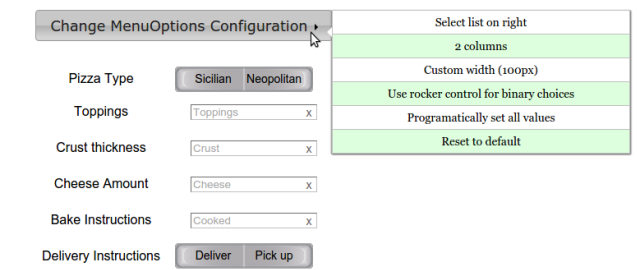 Change MenuOptions Configuration
Select list on right
2 columns
Custom width (100px)
Use rocker control for binary choices
Programatically set all values
Reset to default
Pizza Type Sicilian Neopolitan
Toppings Toppings x
Crust thickness Crust x
Cheese Amount Cheese x
Bake Instructions Cooked x
Delivery Instructions Deliver Pick up